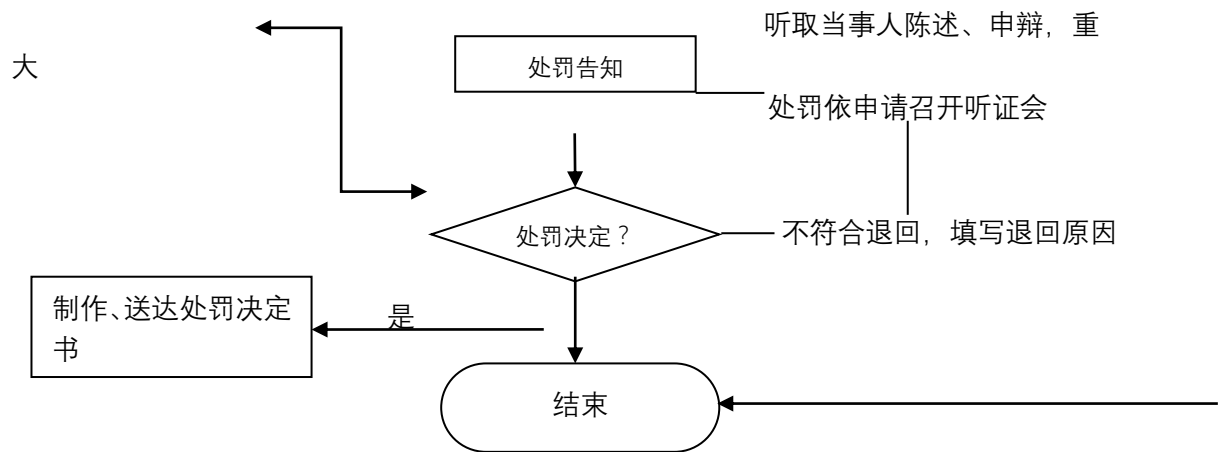 听取当事人陈述、申辩，重
大
处罚告知
处罚依申请召开听证会
处罚决定？
不符合退回，填写退回原因
制作、送达处罚决定
书
是
结束